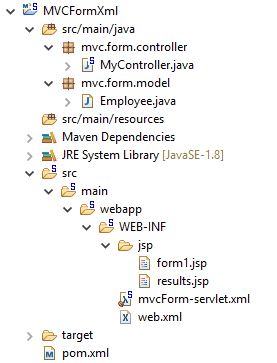 MVCFormXml
src/main/java
mvc.form.controller
MyController.java
mvc.form.model
Employee.java
src/main/resources
Maven Dependencies
JRE System Library [JavaSE-1.8]
src
main
webapp
WEB-INF
jsp
form1.jsp
results.jsp
mvcForm-servlet.xml
web.xml
target
pom.xml